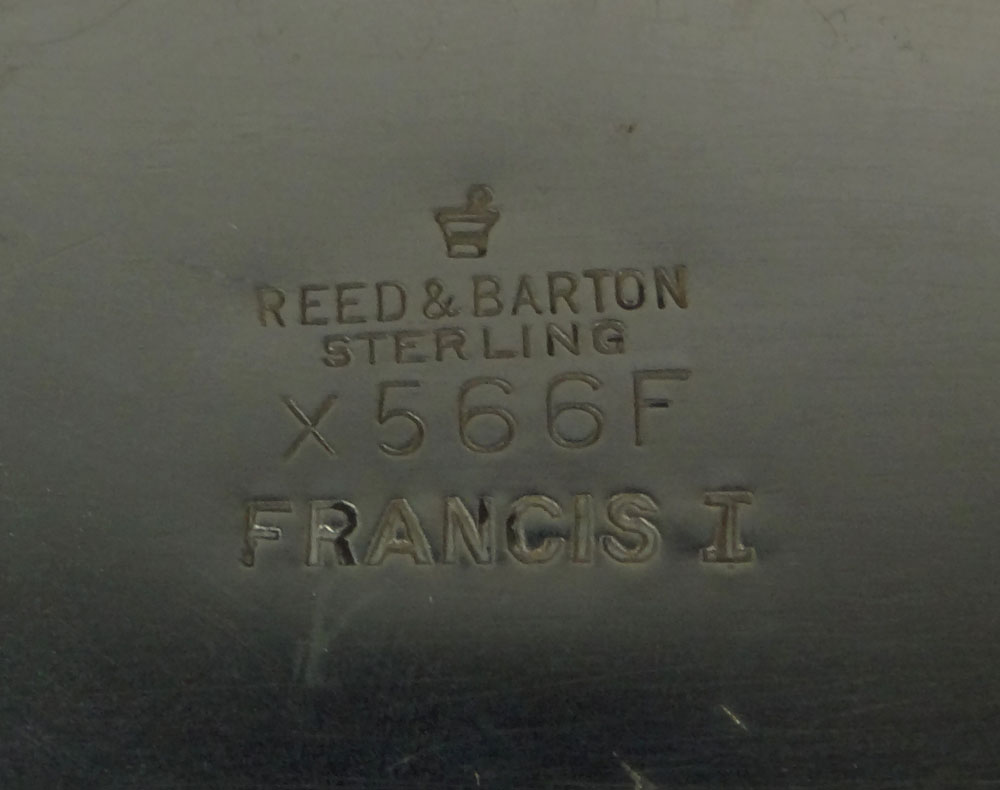 REED & BARTON
STERLING
X566F
FRANCIS I